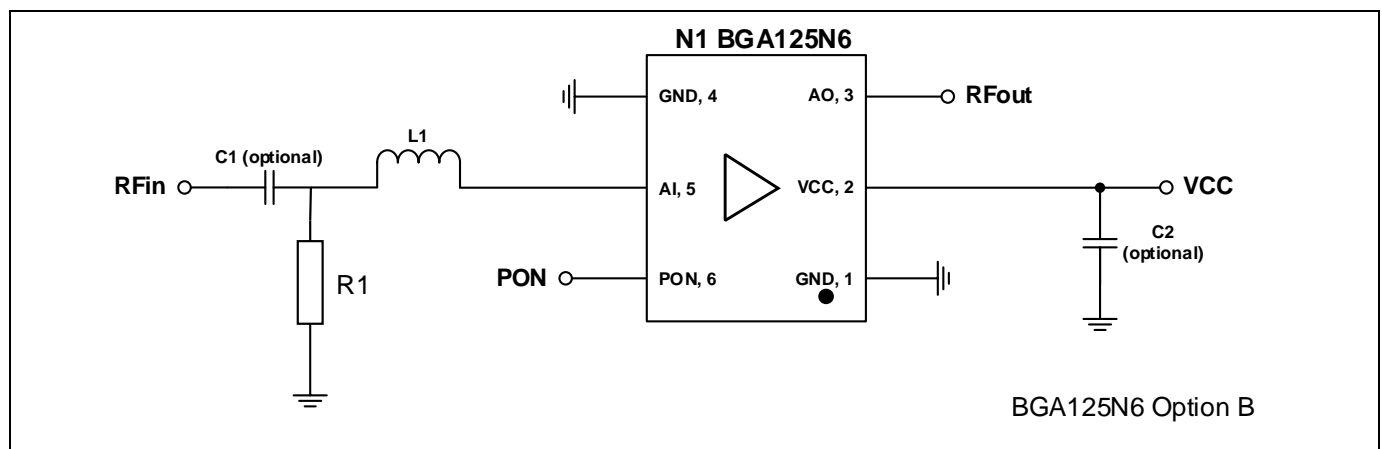 N1 BGA125N6
GND, 4
AO, 3
RFout
C1 (optional)
L1
RFin
AI, 5
VCC, 2
VCC
C2
(optional)
R1
PON
PON, 6
GND, 1
BGA125N6 Option B